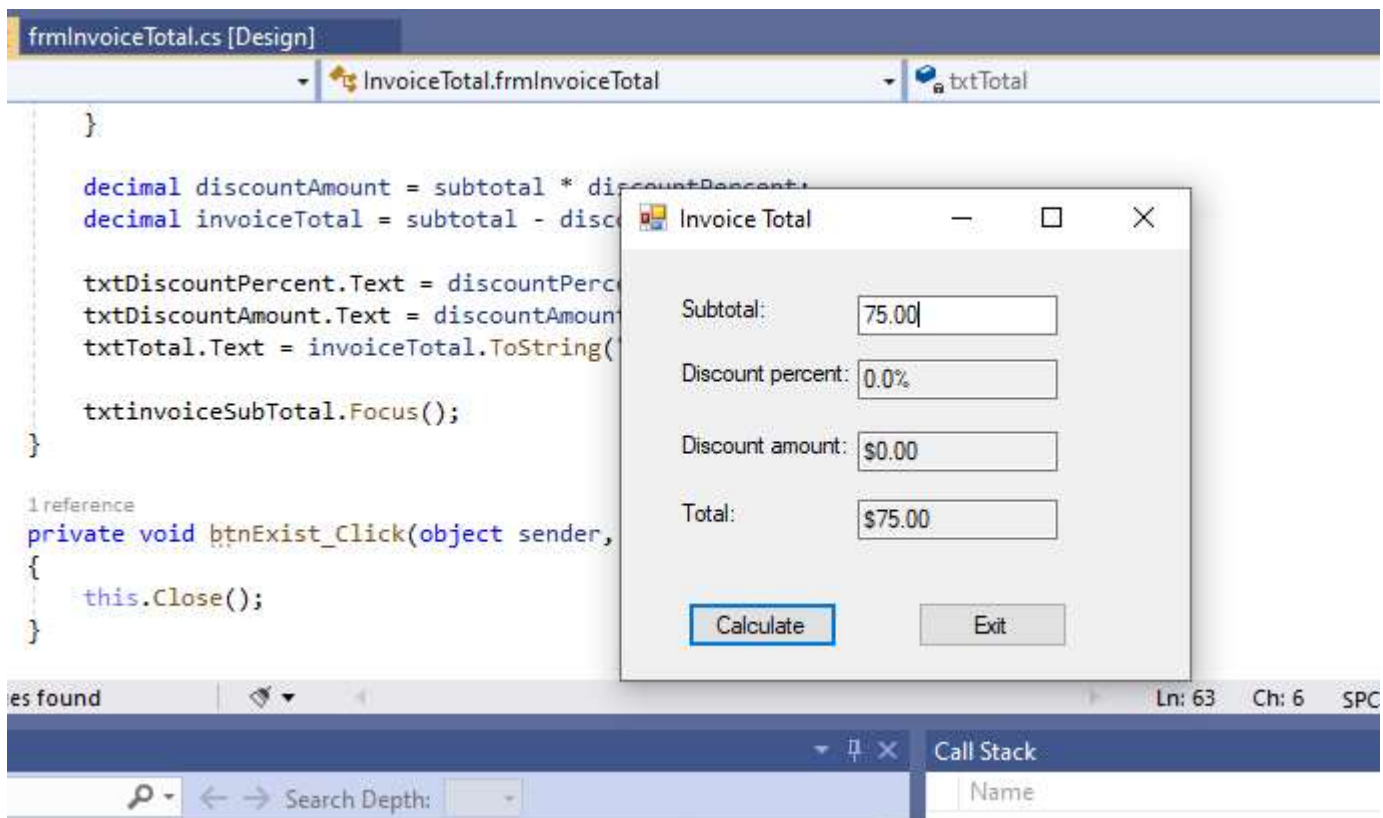 frmInvoiceTotal.cs [Design]
InvoiceTotal.frmInvoiceTotal
txtTotal
}
decimal discountAmount = subtotal * discountPercent;
decimal invoiceTotal = subtotal - disc
txtDiscountPercent.Text = discountPerc
txtDiscountAmount.Text = discountAmoun
txtTotal.Text = invoiceTotal.ToString(
txtinvoiceSubTotal.Focus();
}
1 reference
private void btnExist_Click(object sender,
{
this.Close();
}
Invoice Total
Subtotal:
75.00
Discount percent:
0.0%
Discount amount:
$0.00
Total:
$75.00
Calculate
Exit
es found
Ln: 63
Ch: 6
SPC
Call Stack
Search Depth:
Name